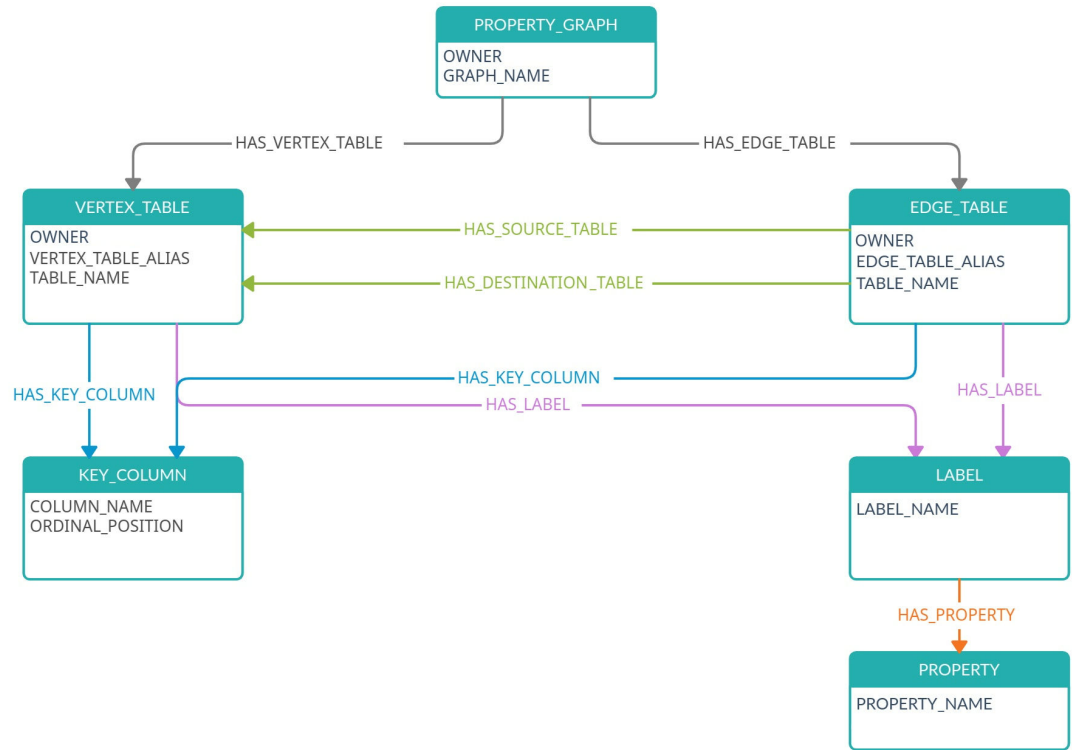 PROPERTY_GRAPH
OWNER
GRAPH_NAME
HAS_VERTEX_TABLE
HAS_EDGE_TABLE
VERTEX_TABLE
OWNER
VERTEX_TABLE_ALIAS
TABLE_NAME
HAS_SOURCE_TABLE
HAS_DESTINATION_TABLE
EDGE_TABLE
OWNER
EDGE_TABLE_ALIAS
TABLE_NAME
HAS_KEY_COLUMN
HAS_KEY_COLUMN
HAS_LABEL
HAS_LABEL
KEY_COLUMN
COLUMN_NAME
ORDINAL_POSITION
LABEL
LABEL_NAME
HAS_PROPERTY
PROPERTY
PROPERTY_NAME